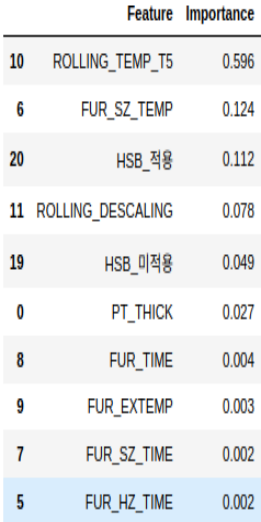 Feature Importance
10 ROLLING_TEMP_T5 0.596
6 FUR_SZ_TEMP 0.124
20 HSB_적용 0.112
11 ROLLING_DESCALING 0.078
19 HSB_미적용 0.049
0 PT_THICK 0.027
8 FUR_TIME 0.004
9 FUR_EXTEMP 0.003
7 FUR_SZ_TIME 0.002
5 FUR_HZ_TIME 0.002